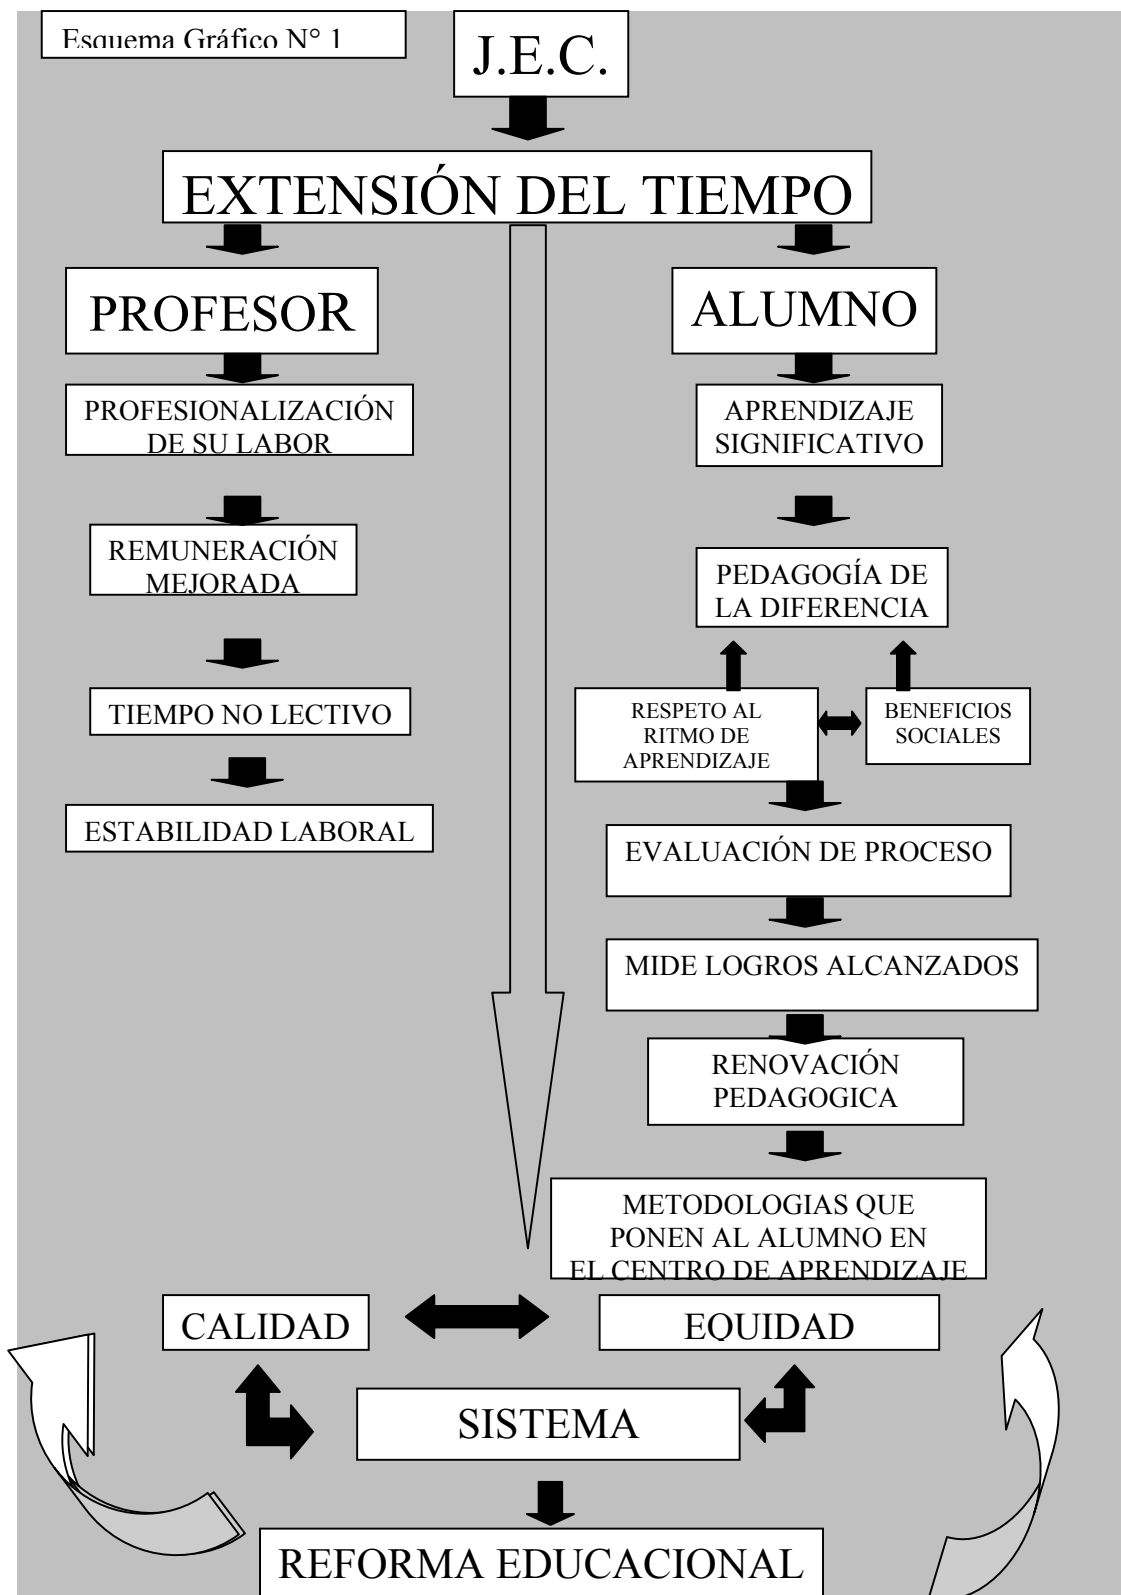 Esquema Gráfico N° 1
J.E.C.
EXTENSIÓN DEL TIEMPO
PROFESOR
ALUMNO
PROFESIONALIZACIÓN
DE SU LABOR
APRENDIZAJE
SIGNIFICATIVO
REMUNERACIÓN
MEJORADA
PEDAGOGÍA DE
LA DIFERENCIA
TIEMPO NO LECTIVO
RESPETO AL
RITMO DE
APRENDIZAJE
BENEFICIOS
SOCIALES
ESTABILIDAD LABORAL
EVALUACIÓN DE PROCESO
MIDE LOGROS ALCANZADOS
RENOVACIÓN
PEDAGOGICA
METODOLOGIAS QUE
PONEN AL ALUMNO EN
EL CENTRO DE APRENDIZAJE
CALIDAD
EQUIDAD
SISTEMA
REFORMA EDUCACIONAL